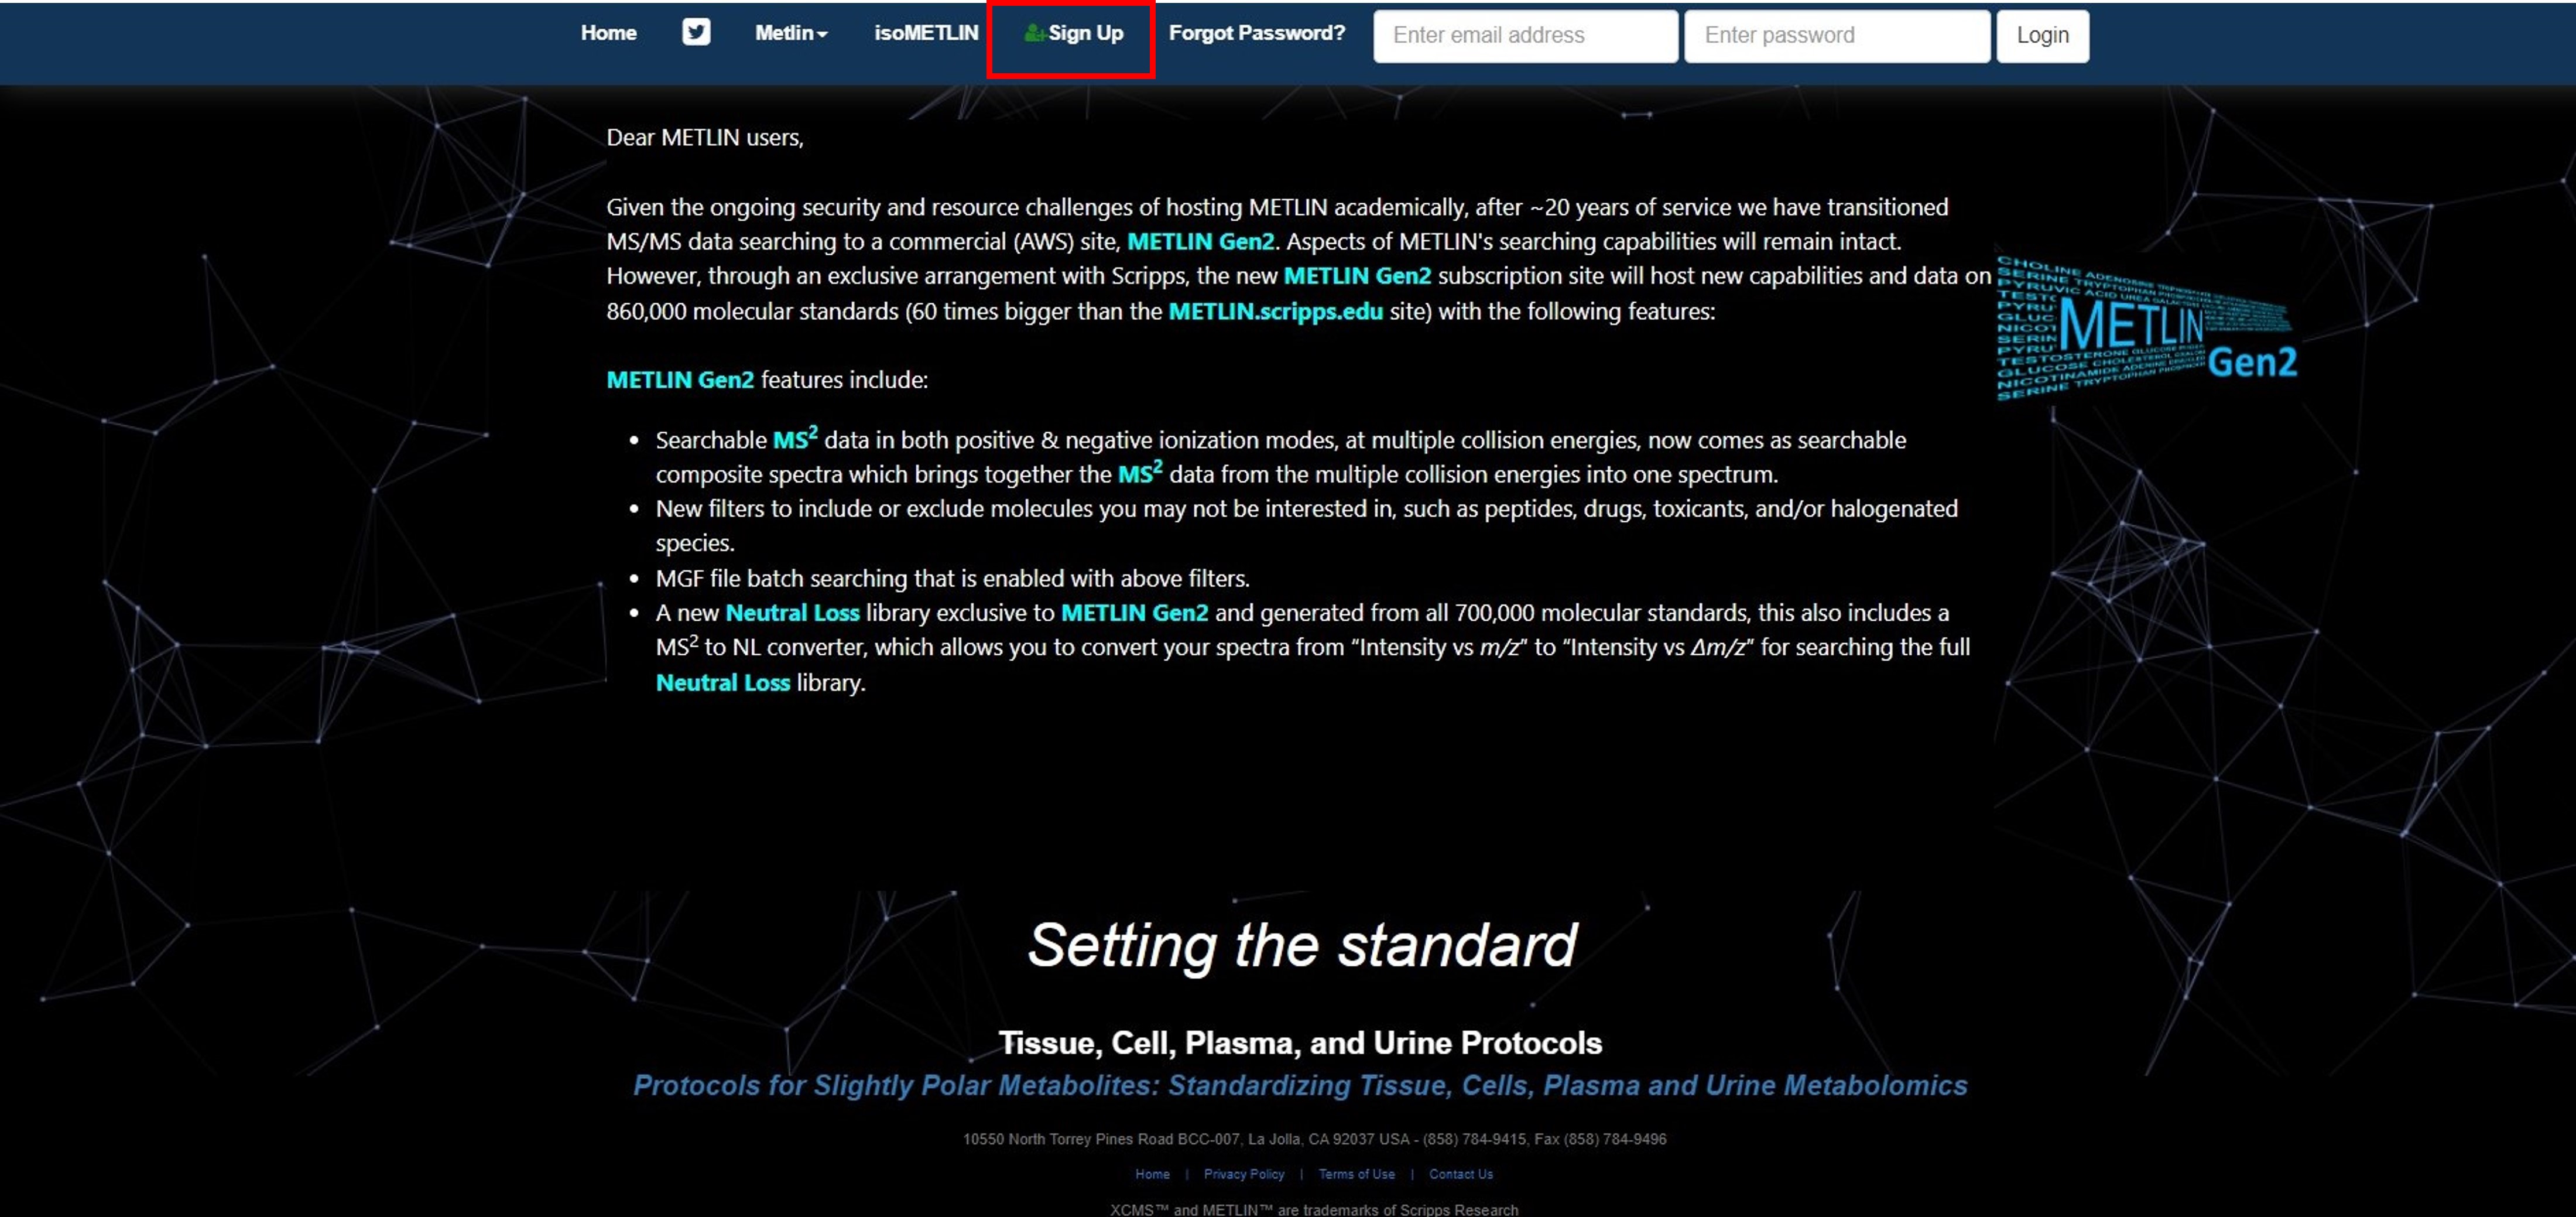 Home Metlin isoMETLIN Sign Up Forgot Password? Enter email address Enter password Login
Dear METLIN users,
Given the ongoing security and resource challenges of hosting METLIN academically, after ~20 years of service we have transitioned
MS/MS data searching to a commercial (AWS) site, METLIN Gen2. Aspects of METLIN's searching capabilities will remain intact.
However, through an exclusive arrangement with Scripps, the new METLIN Gen2 subscription site will host new capabilities and data on
860,000 molecular standards (60 times bigger than the METLIN.scripps.edu site) with the following features:
METLIN Gen2
METLIN Gen2 features include:
• Searchable MS² data in both positive & negative ionization modes, at multiple collision energies, now comes as searchable
composite spectra which brings together the MS² data from the multiple collision energies into one spectrum.
• New filters to include or exclude molecules you may not be interested in, such as peptides, drugs, toxicants, and/or halogenated
species.
• MGF file batch searching that is enabled with above filters.
• A new Neutral Loss library exclusive to METLIN Gen2 and generated from all 700,000 molecular standards, this also includes a
MS² to NL converter, which allows you to convert your spectra from “Intensity vs m/z” to “Intensity vs Δm/z” for searching the full
Neutral Loss library.
Setting the standard
Tissue, Cell, Plasma, and Urine Protocols
Protocols for Slightly Polar Metabolites: Standardizing Tissue, Cells, Plasma and Urine Metabolomics
10550 North Torrey Pines Road BCC-007, La Jolla, CA 92037 USA - (858) 784-9415, Fax (858) 784-9496
Home | Privacy Policy | Terms of Use | Contact Us
XCMS™ and METLIN™ are trademarks of Scripps Research